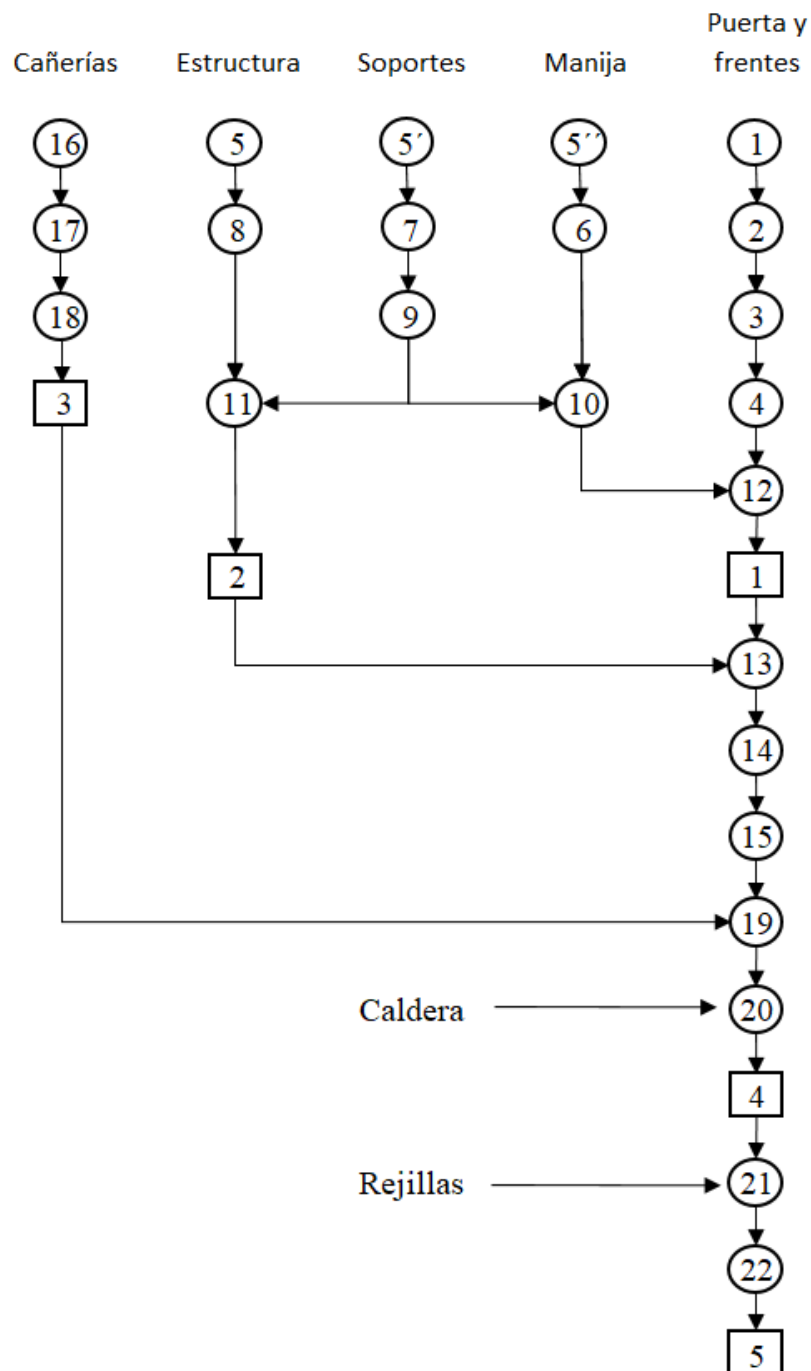 Puerta y
Cañerías Estructura Soportes Manija frentes
16 5 5´ 5´´ 1
17 8 7 6 2
18 9 3
3 11 10 4
12
2 1
13
14
15
19
Caldera 20
4
Rejillas 21
22
5